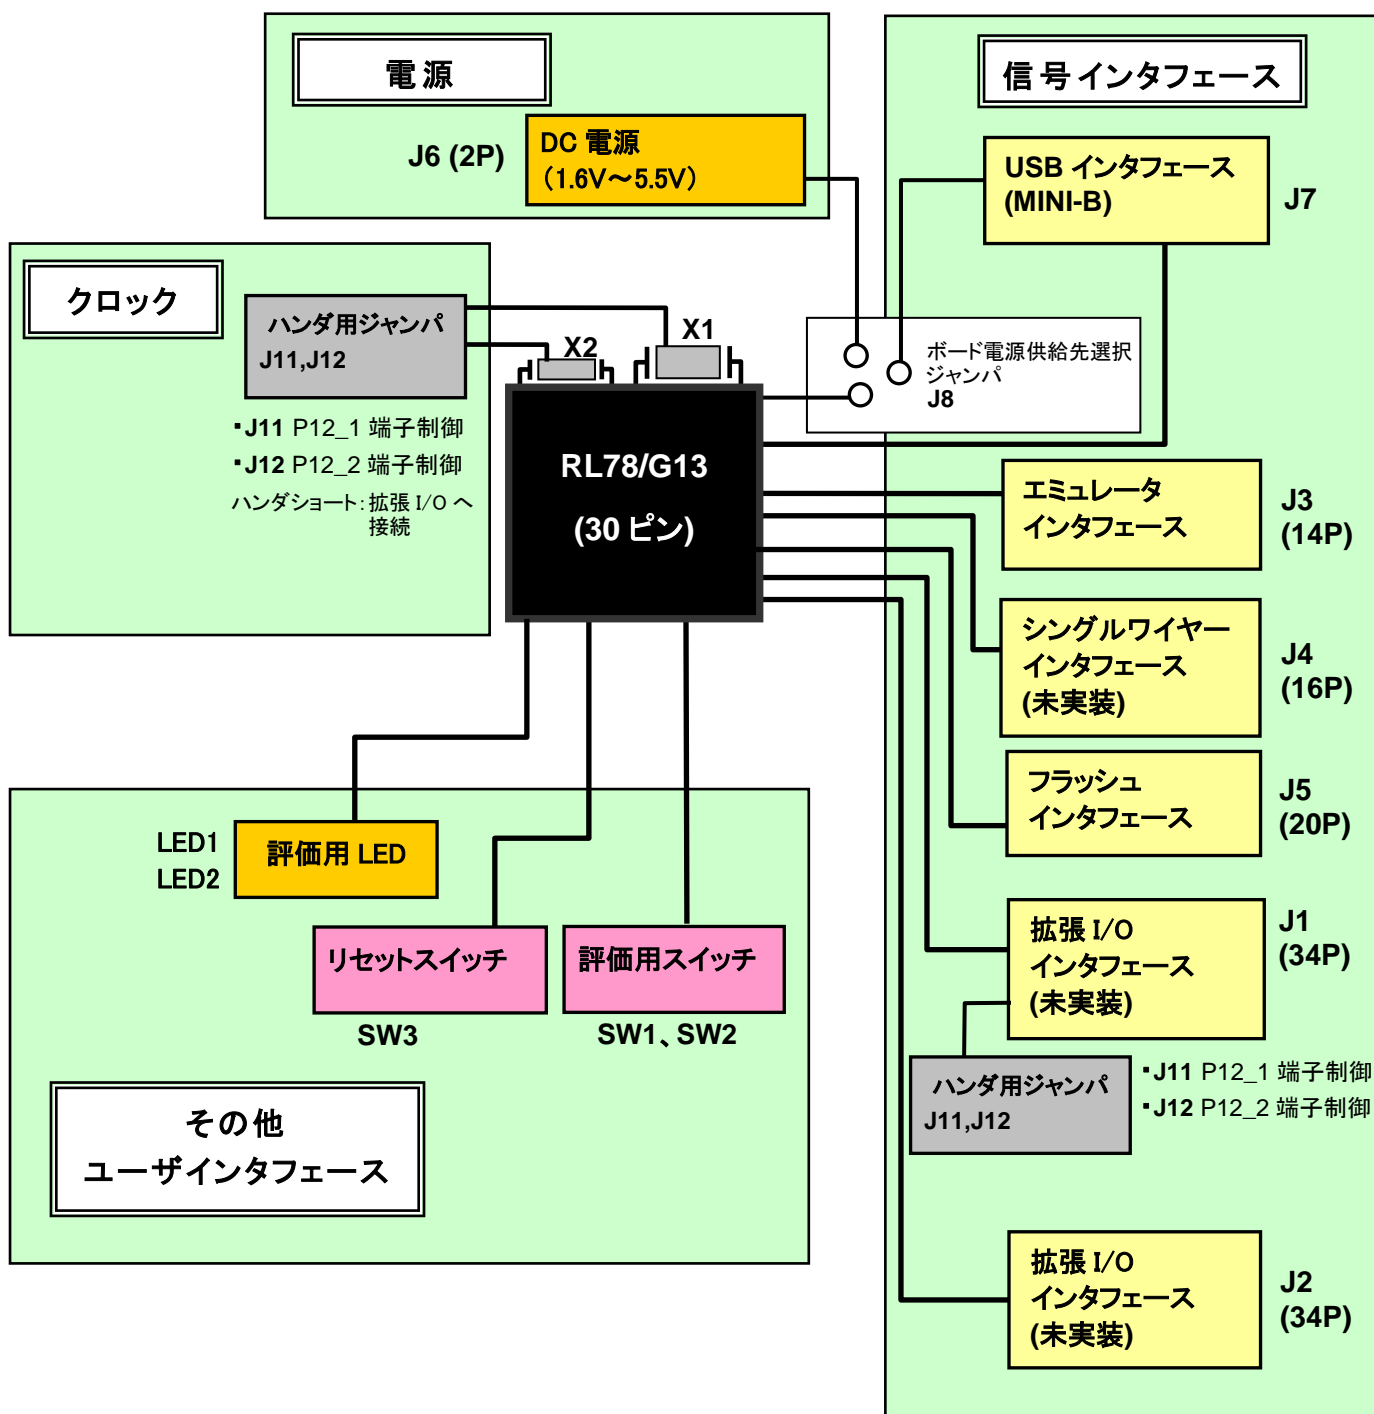 電源
J6 (2P)
DC 電源
(1.6V～5.5V)
信号インタフェース
USB インタフェース
(MINI-B)
J7
クロック
ハンダ用ジャンパ
J11,J12
X2
X1
ボード電源供給先選択
ジャンパ
J8
▪J11 P12_1 端子制御
▪J12 P12_2 端子制御
ハンダショート：拡張 I/O へ
接続
RL78/G13
(30 ピン)
エミュレータ
インタフェース
J3
(14P)
シングルワイヤー
インタフェース
(未実装)
J4
(16P)
フラッシュ
インタフェース
J5
(20P)
LED1
LED2
評価用 LED
リセットスイッチ
SW3
評価用スイッチ
SW1、SW2
拡張 I/O
インタフェース
(未実装)
J1
(34P)
ハンダ用ジャンパ
J11,J12
▪J11 P12_1 端子制御
▪J12 P12_2 端子制御
その他
ユーザインタフェース
拡張 I/O
インタフェース
(未実装)
J2
(34P)